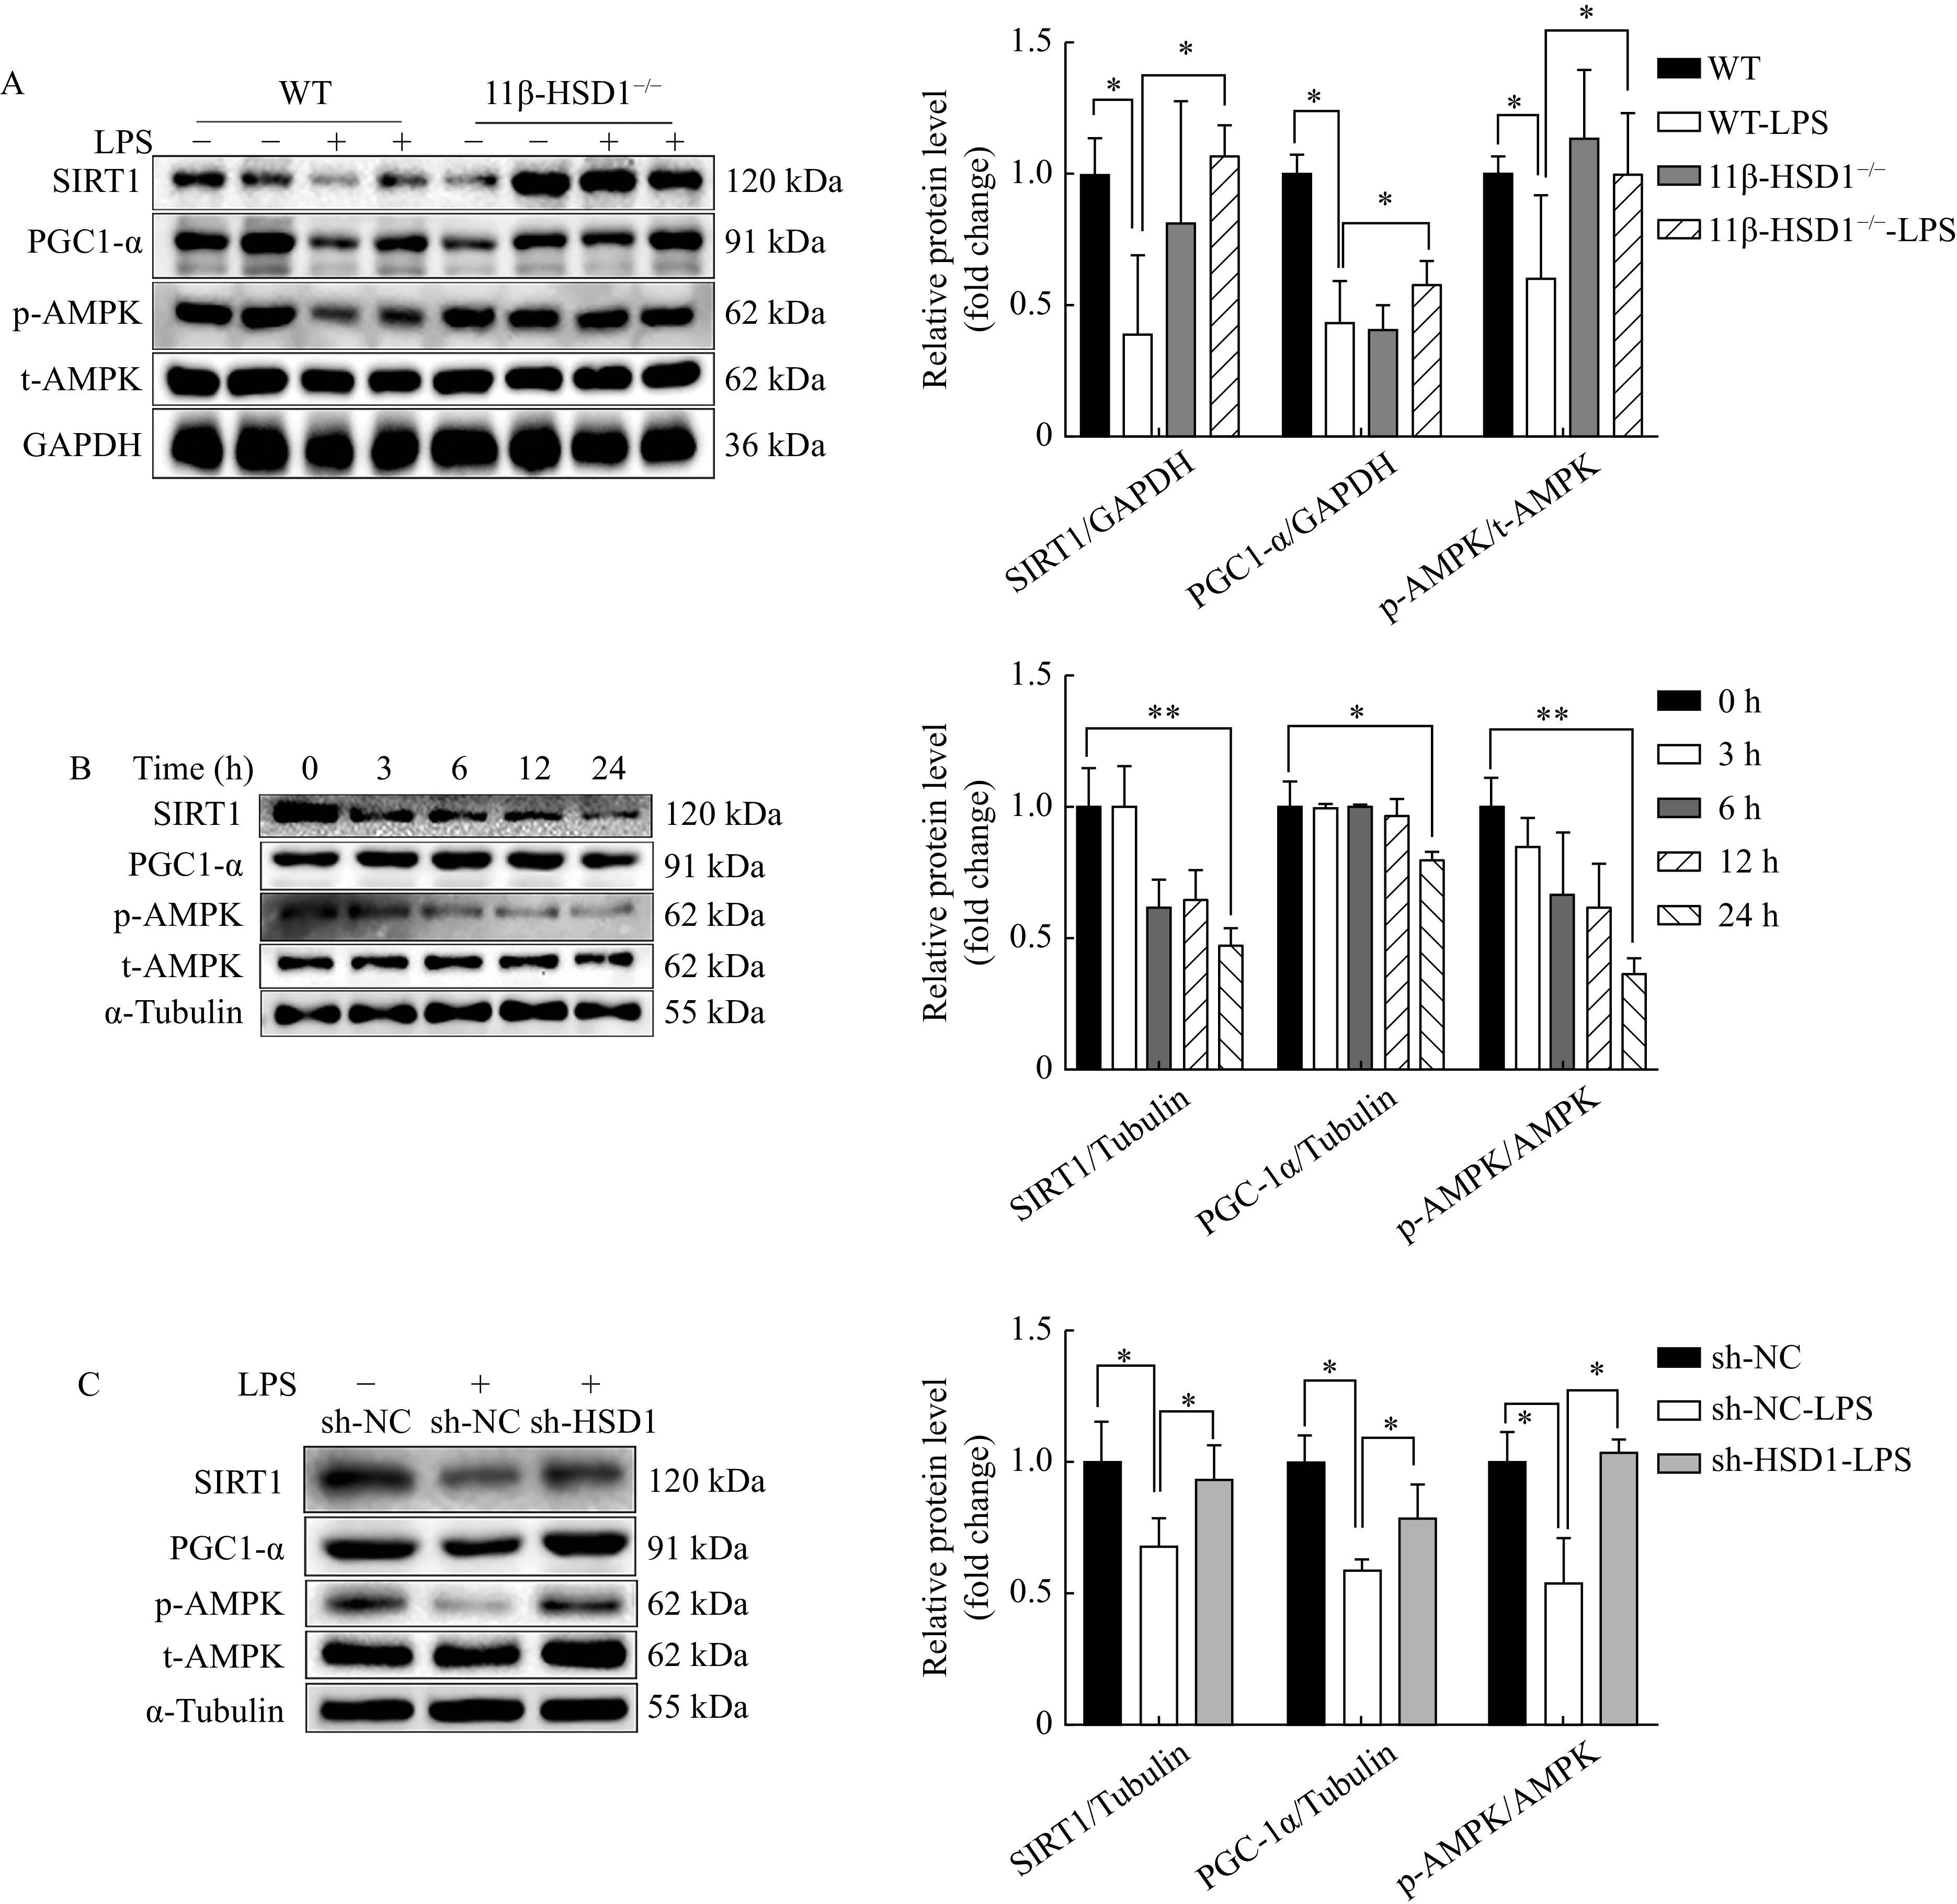 A
WT 11β-HSD1−/−
LPS − − + + − − + +
SIRT1 120 kDa
PGC1-α 91 kDa
p-AMPK 62 kDa
t-AMPK 62 kDa
GAPDH 36 kDa
Relative protein level
(fold change)
1.5
1.0
0.5
0
* * * * * *
SIRT1/GAPDH
PGC1-α/GAPDH
p-AMPK/t-AMPK
WT
WT-LPS
11β-HSD1−/−
11β-HSD1−/−-LPS
B Time (h) 0 3 6 12 24
SIRT1 120 kDa
PGC1-α 91 kDa
p-AMPK 62 kDa
t-AMPK 62 kDa
α-Tubulin 55 kDa
Relative protein level
(fold change)
1.5
1.0
0.5
0
** * **
SIRT1/Tubulin
PGC-1α/Tubulin
p-AMPK/AMPK
0 h
3 h
6 h
12 h
24 h
C LPS − + +
sh-NC sh-NC sh-HSD1
SIRT1 120 kDa
PGC1-α 91 kDa
p-AMPK 62 kDa
t-AMPK 62 kDa
α-Tubulin 55 kDa
Relative protein level
(fold change)
1.5
1.0
0.5
0
* * * * * *
SIRT1/Tubulin
PGC-1α/Tubulin
p-AMPK/AMPK
sh-NC
sh-NC-LPS
sh-HSD1-LPS